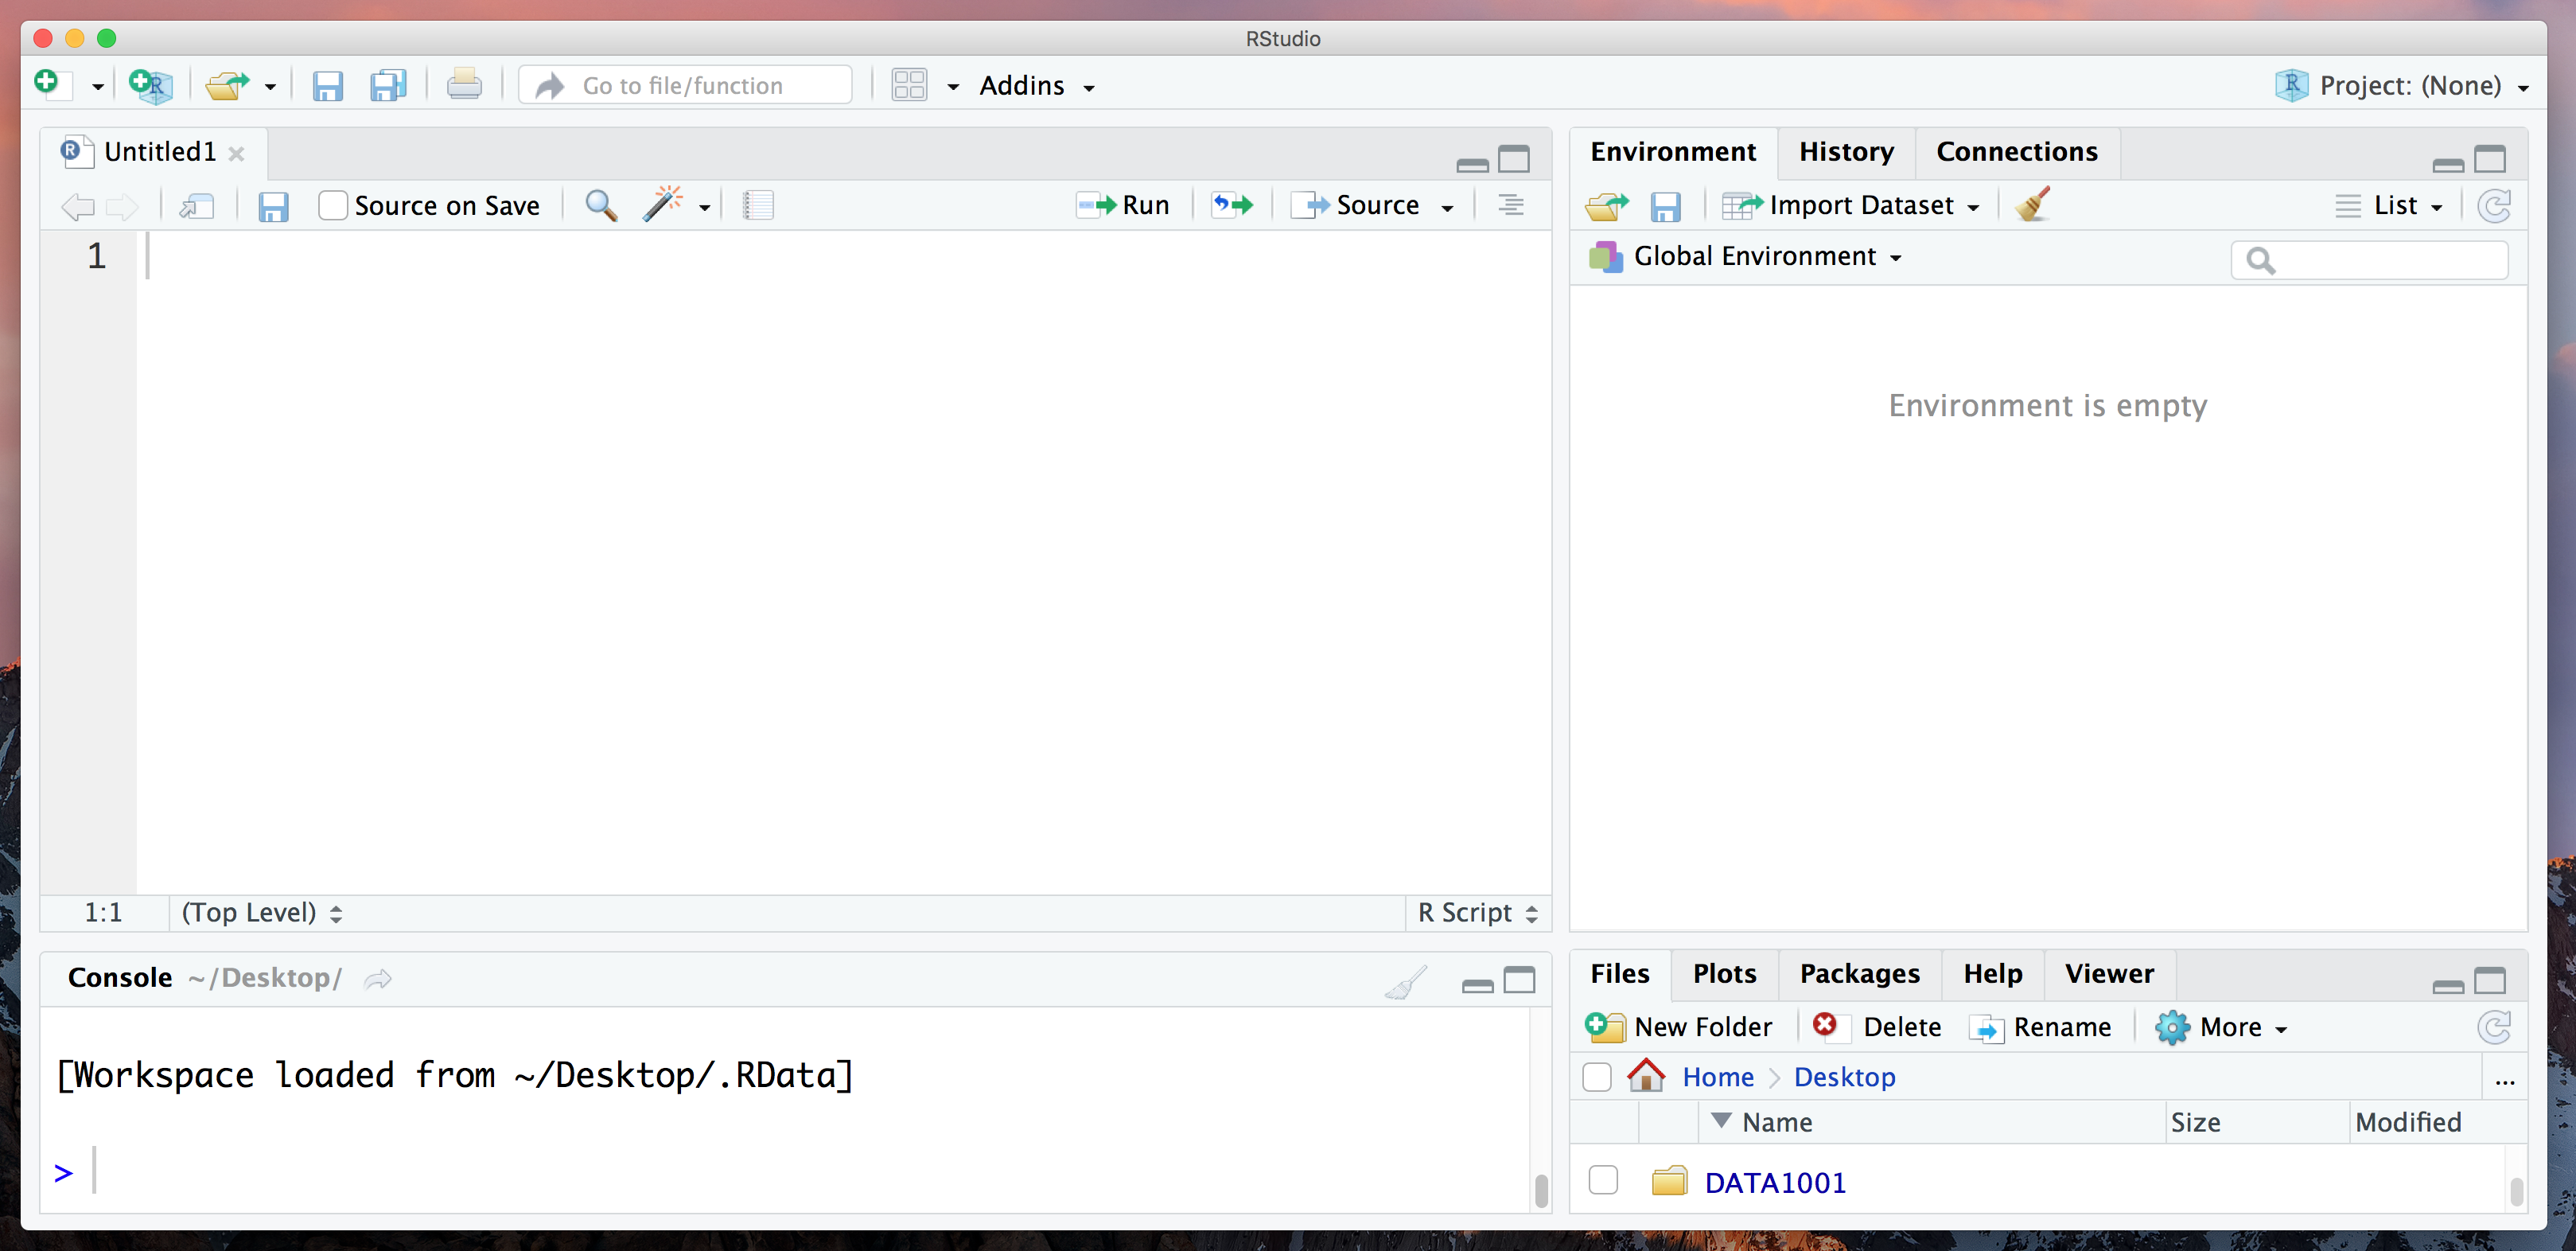 RStudio
Go to file/function
Addins
Project: (None)
Untitled1
Source on Save
Run
Source
1
1:1
(Top Level)
R Script
Console ~/Desktop/
[Workspace loaded from ~/Desktop/.RData]
>
Environment
History
Connections
Import Dataset
List
Global Environment
Environment is empty
Files
Plots
Packages
Help
Viewer
New Folder
Delete
Rename
More
Home
Desktop
...
Name
Size
Modified
DATA1001